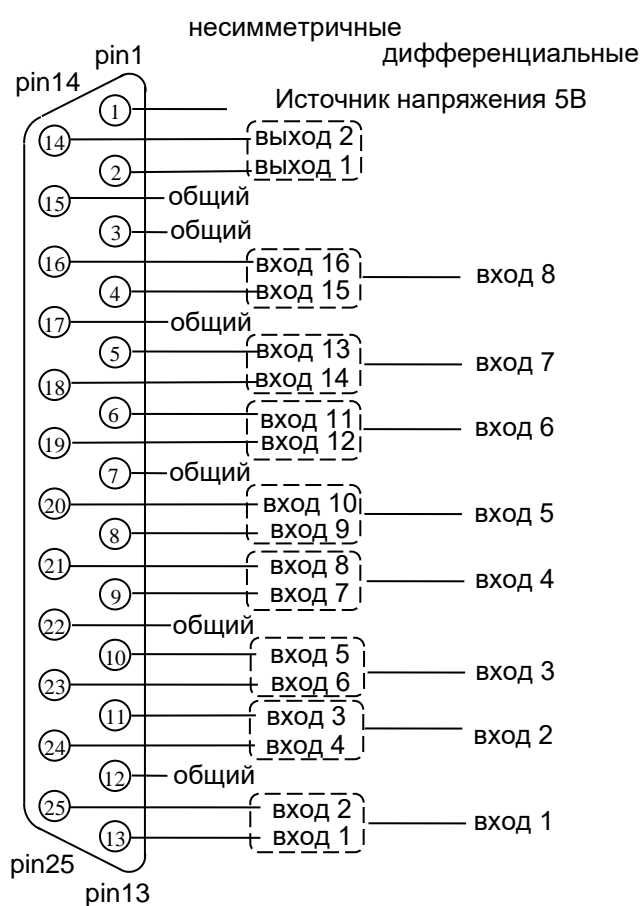 несимметричные
дифференциальные
pin1
pin14
1 Источник напряжения 5В
14 выход 2
2 выход 1
15 общий
3 общий
16 вход 16
4 вход 15
вход 8
17 общий
5 вход 13
вход 7
18 вход 14
6 вход 11
вход 6
19 вход 12
7 общий
20 вход 10
вход 5
8 вход 9
21 вход 8
вход 4
9 вход 7
22 общий
10 вход 5
вход 3
23 вход 6
11 вход 3
вход 2
24 вход 4
12 общий
25 вход 2
вход 1
13 вход 1
pin25
pin13